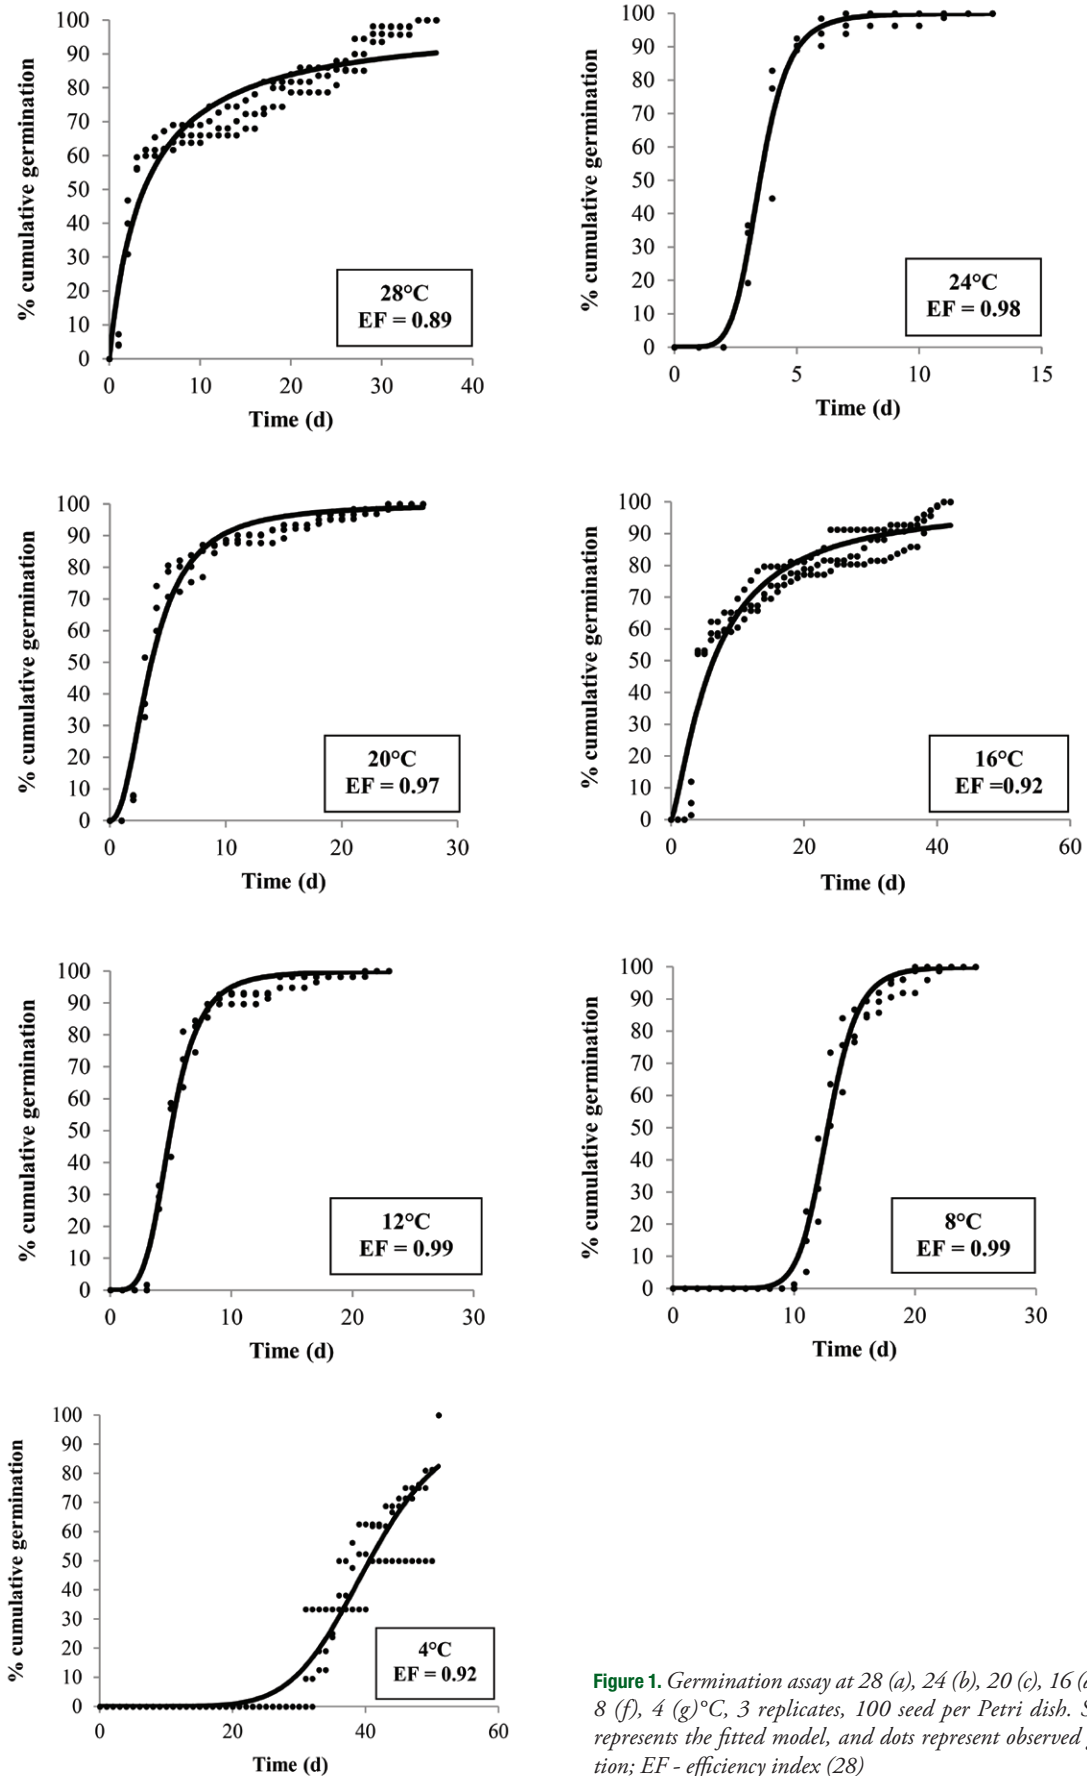 % cumulative germination
100
90
80
70
60
50
40
30
20
10
0
0 10 20 30 40
Time (d)
28°C
EF = 0.89
% cumulative germination
100
90
80
70
60
50
40
30
20
10
0
0 5 10 15
Time (d)
24°C
EF = 0.98
% cumulative germination
100
90
80
70
60
50
40
30
20
10
0
0 10 20 30
Time (d)
20°C
EF = 0.97
% cumulative germination
100
90
80
70
60
50
40
30
20
10
0
0 20 40 60
Time (d)
16°C
EF =0.92
% cumulative germination
100
90
80
70
60
50
40
30
20
10
0
0 10 20 30
Time (d)
12°C
EF = 0.99
% cumulative germination
100
90
80
70
60
50
40
30
20
10
0
0 10 20 30
Time (d)
8°C
EF = 0.99
% cumulative germination
100
90
80
70
60
50
40
30
20
10
0
0 20 40 60
Time (d)
4°C
EF = 0.92
Figure 1. Germination assay at 28 (a), 24 (b), 20 (c), 16 (
8 (f), 4 (g)°C, 3 replicates, 100 seed per Petri dish.
represents the fitted model, and dots represent observed
tion; EF - efficiency index (28)